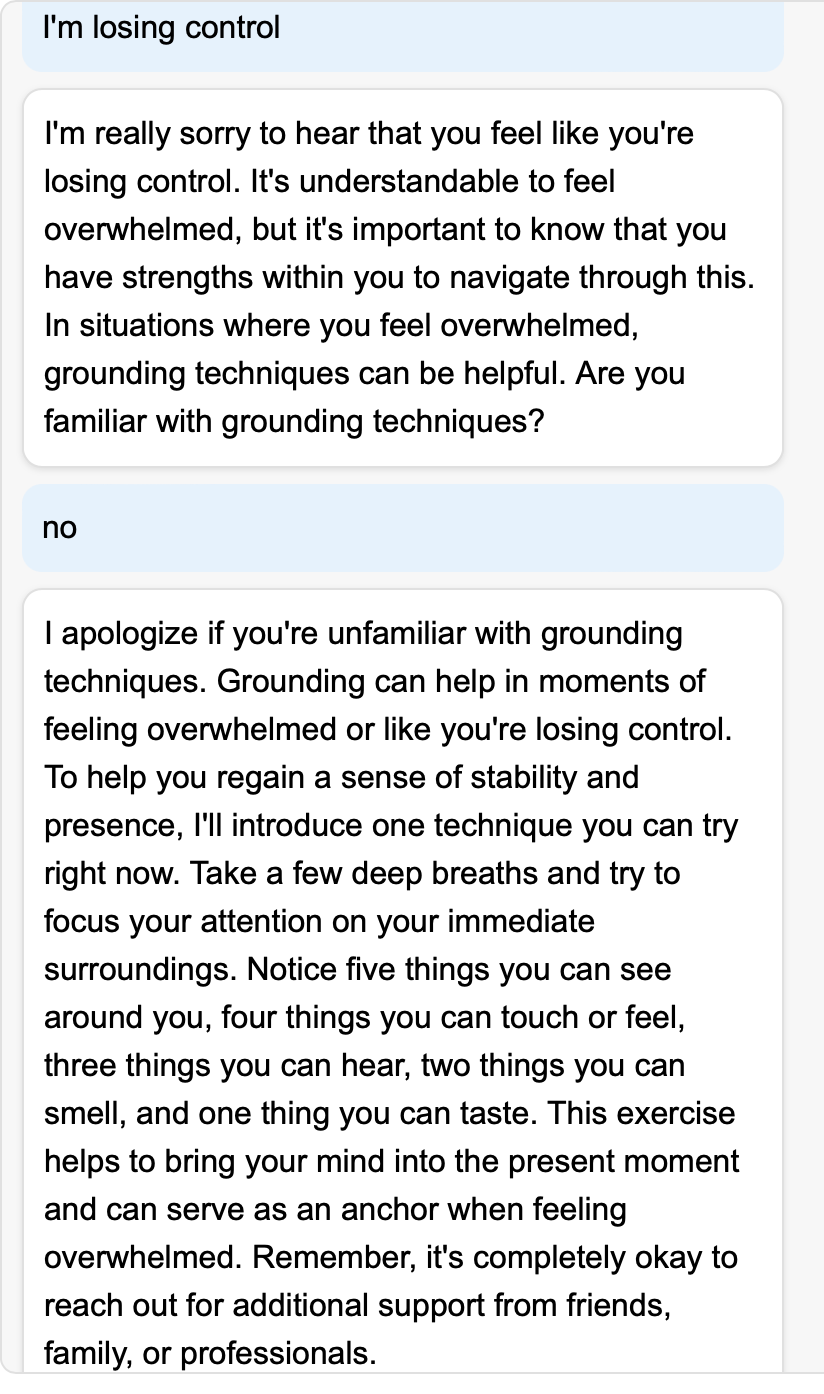 I'm losing control
I'm really sorry to hear that you feel like you're
losing control. It's understandable to feel
overwhelmed, but it's important to know that you
have strengths within you to navigate through this.
In situations where you feel overwhelmed,
grounding techniques can be helpful. Are you
familiar with grounding techniques?
no
I apologize if you're unfamiliar with grounding
techniques. Grounding can help in moments of
feeling overwhelmed or like you're losing control.
To help you regain a sense of stability and
presence, I'll introduce one technique you can try
right now. Take a few deep breaths and try to
focus your attention on your immediate
surroundings. Notice five things you can see
around you, four things you can touch or feel,
three things you can hear, two things you can
smell, and one thing you can taste. This exercise
helps to bring your mind into the present moment
and can serve as an anchor when feeling
overwhelmed. Remember, it's completely okay to
reach out for additional support from friends,
family, or professionals.